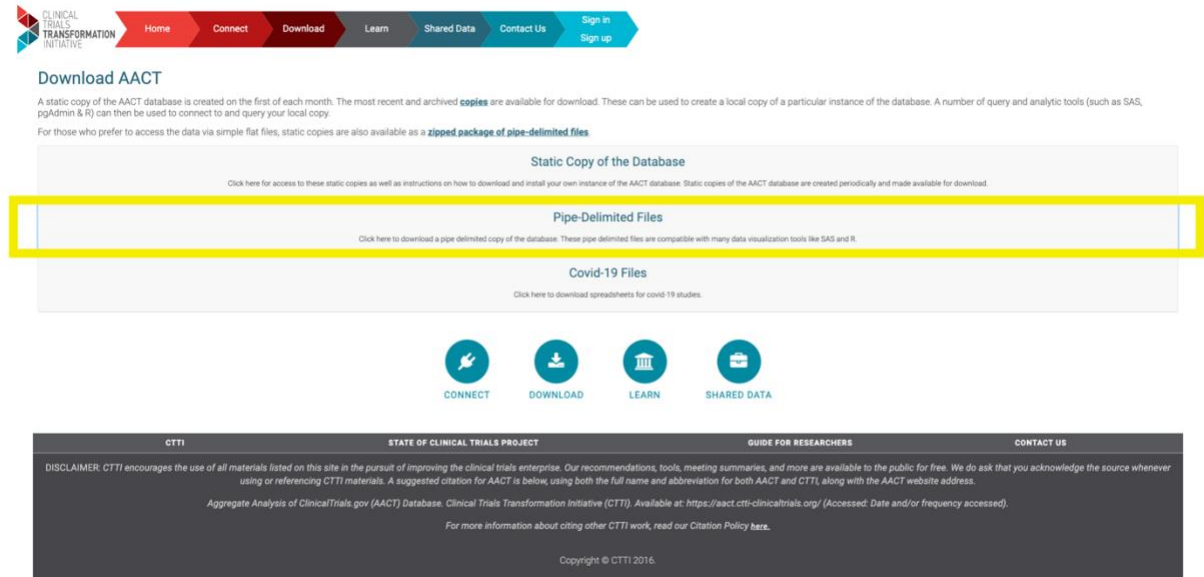 CLINICAL
TRIALS
TRANSFORMATION
INITIATIVE
Home
Connect
Download
Learn
Shared Data
Contact Us
Sign in
Sign up
Download AACT
A static copy of the AACT database is created on the first of each month. The most recent and archived copies are available for download. These can be used to create a local copy of a particular instance of the database. A number of query and analytic tools (such as SAS,
pgAdmin & R) can then be used to connect to and query your local copy.
For those who prefer to access the data via simple flat files, static copies are also available as a zipped package of pipe-delimited files.
Static Copy of the Database
Click here for access to these static copies as well as instructions on how to download and install your own instance of the AACT database. Static copies of the AACT database are created periodically and made available for download.
Pipe-Delimited Files
Click here to download a pipe delimited copy of the database. These pipe delimited files are compatible with many data visualization tools like SAS and R.
Covid-19 Files
Click here to download spreadsheets for covid-19 studies.
CONNECT
DOWNLOAD
LEARN
SHARED DATA
CTTI
STATE OF CLINICAL TRIALS PROJECT
GUIDE FOR RESEARCHERS
CONTACT US
DISCLAIMER: CTTI encourages the use of all materials listed on this site in the pursuit of improving the clinical trials enterprise. Our recommendations, tools, meeting summaries, and more are available to the public for free. We do ask that you acknowledge the source whenever
using or referencing CTTI materials. A suggested citation for AACT is below, using both the full name and abbreviation for both AACT and CTTI, along with the AACT website address.
Aggregate Analysis of ClinicalTrials.gov (AACT) Database. Clinical Trials Transformation Initiative (CTTI). Available at: https://aact.ctti-clinicaltrials.org/ (Accessed: Date and/or frequency accessed).
For more information about citing other CTTI work, read our Citation Policy here.
Copyright © CTTI 2016.